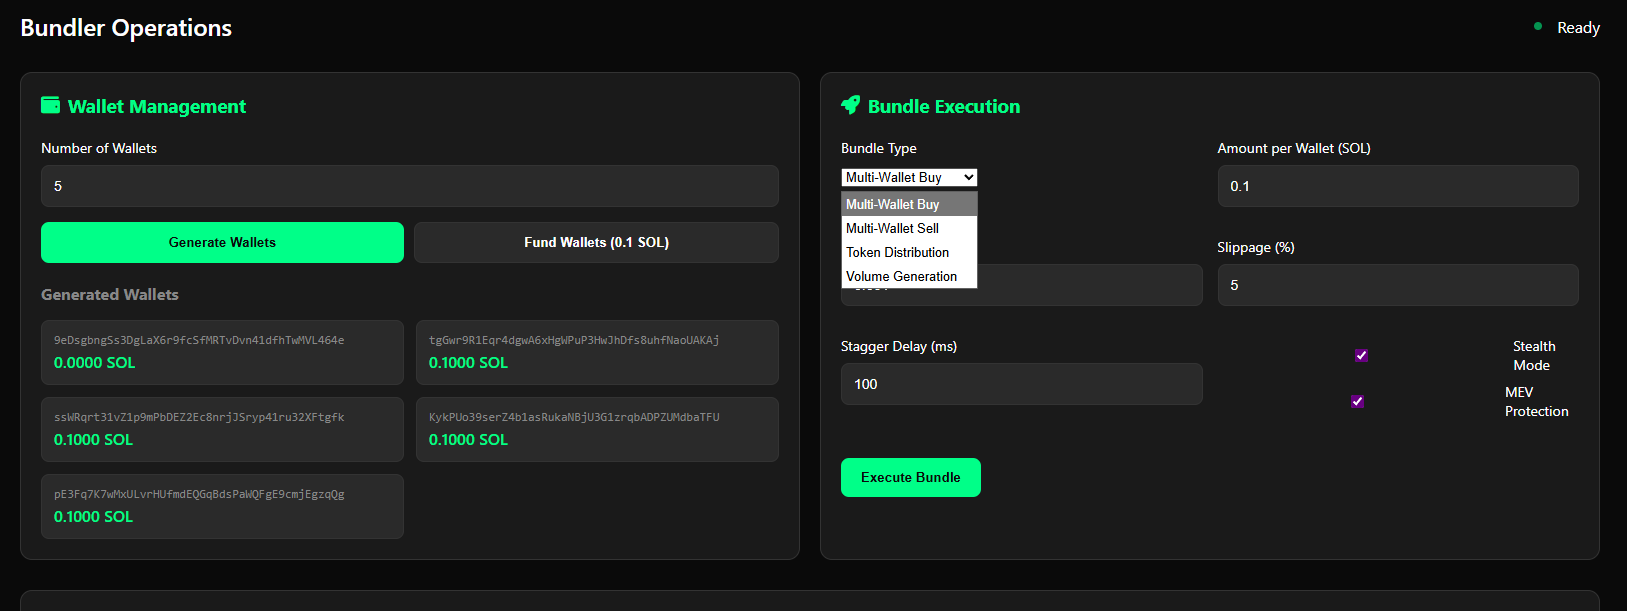 Bundler Operations
Ready
Wallet Management
Number of Wallets
5
Generate Wallets
Fund Wallets (0.1 SOL)
Generated Wallets
9eDsgbngSs3DgLaX6r9fcSfMRTvDvn41dfhTwMVL464e
0.0000 SOL
tgGwr9R1Eqr4dgwA6xHgWPuP3HwJhDfs8uhfNaoUAKAj
0.1000 SOL
ssWRqrt31vZ1p9mPbDEZ2Ec8nrjJSryp41ru32XFtgfk
0.1000 SOL
KykPUo39serZ4b1asRukaNBjU3G1zrqbADPZUMdbaTFU
0.1000 SOL
pE3Fq7K7wMxULvrHUfmdEQGqBdsPaWQFgE9cmjEgzqQg
0.1000 SOL
Bundle Execution
Bundle Type
Multi-Wallet Buy
Multi-Wallet Buy
Multi-Wallet Sell
Token Distribution
Volume Generation
Amount per Wallet (SOL)
0.1
Slippage (%)
5
Stagger Delay (ms)
100
Stealth
Mode
MEV
Protection
Execute Bundle